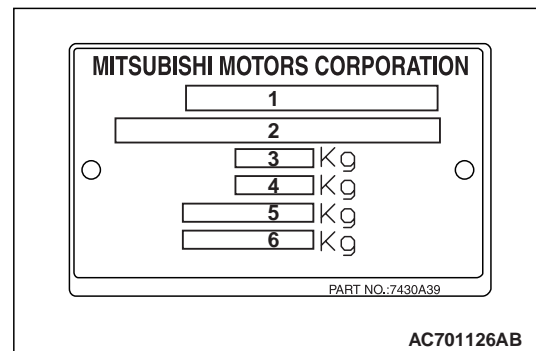 MITSUBISHI MOTORS CORPORATION
1
2
3 Kg
4 Kg
5 Kg
6 Kg
PART NO.:7430A39
AC701126AB